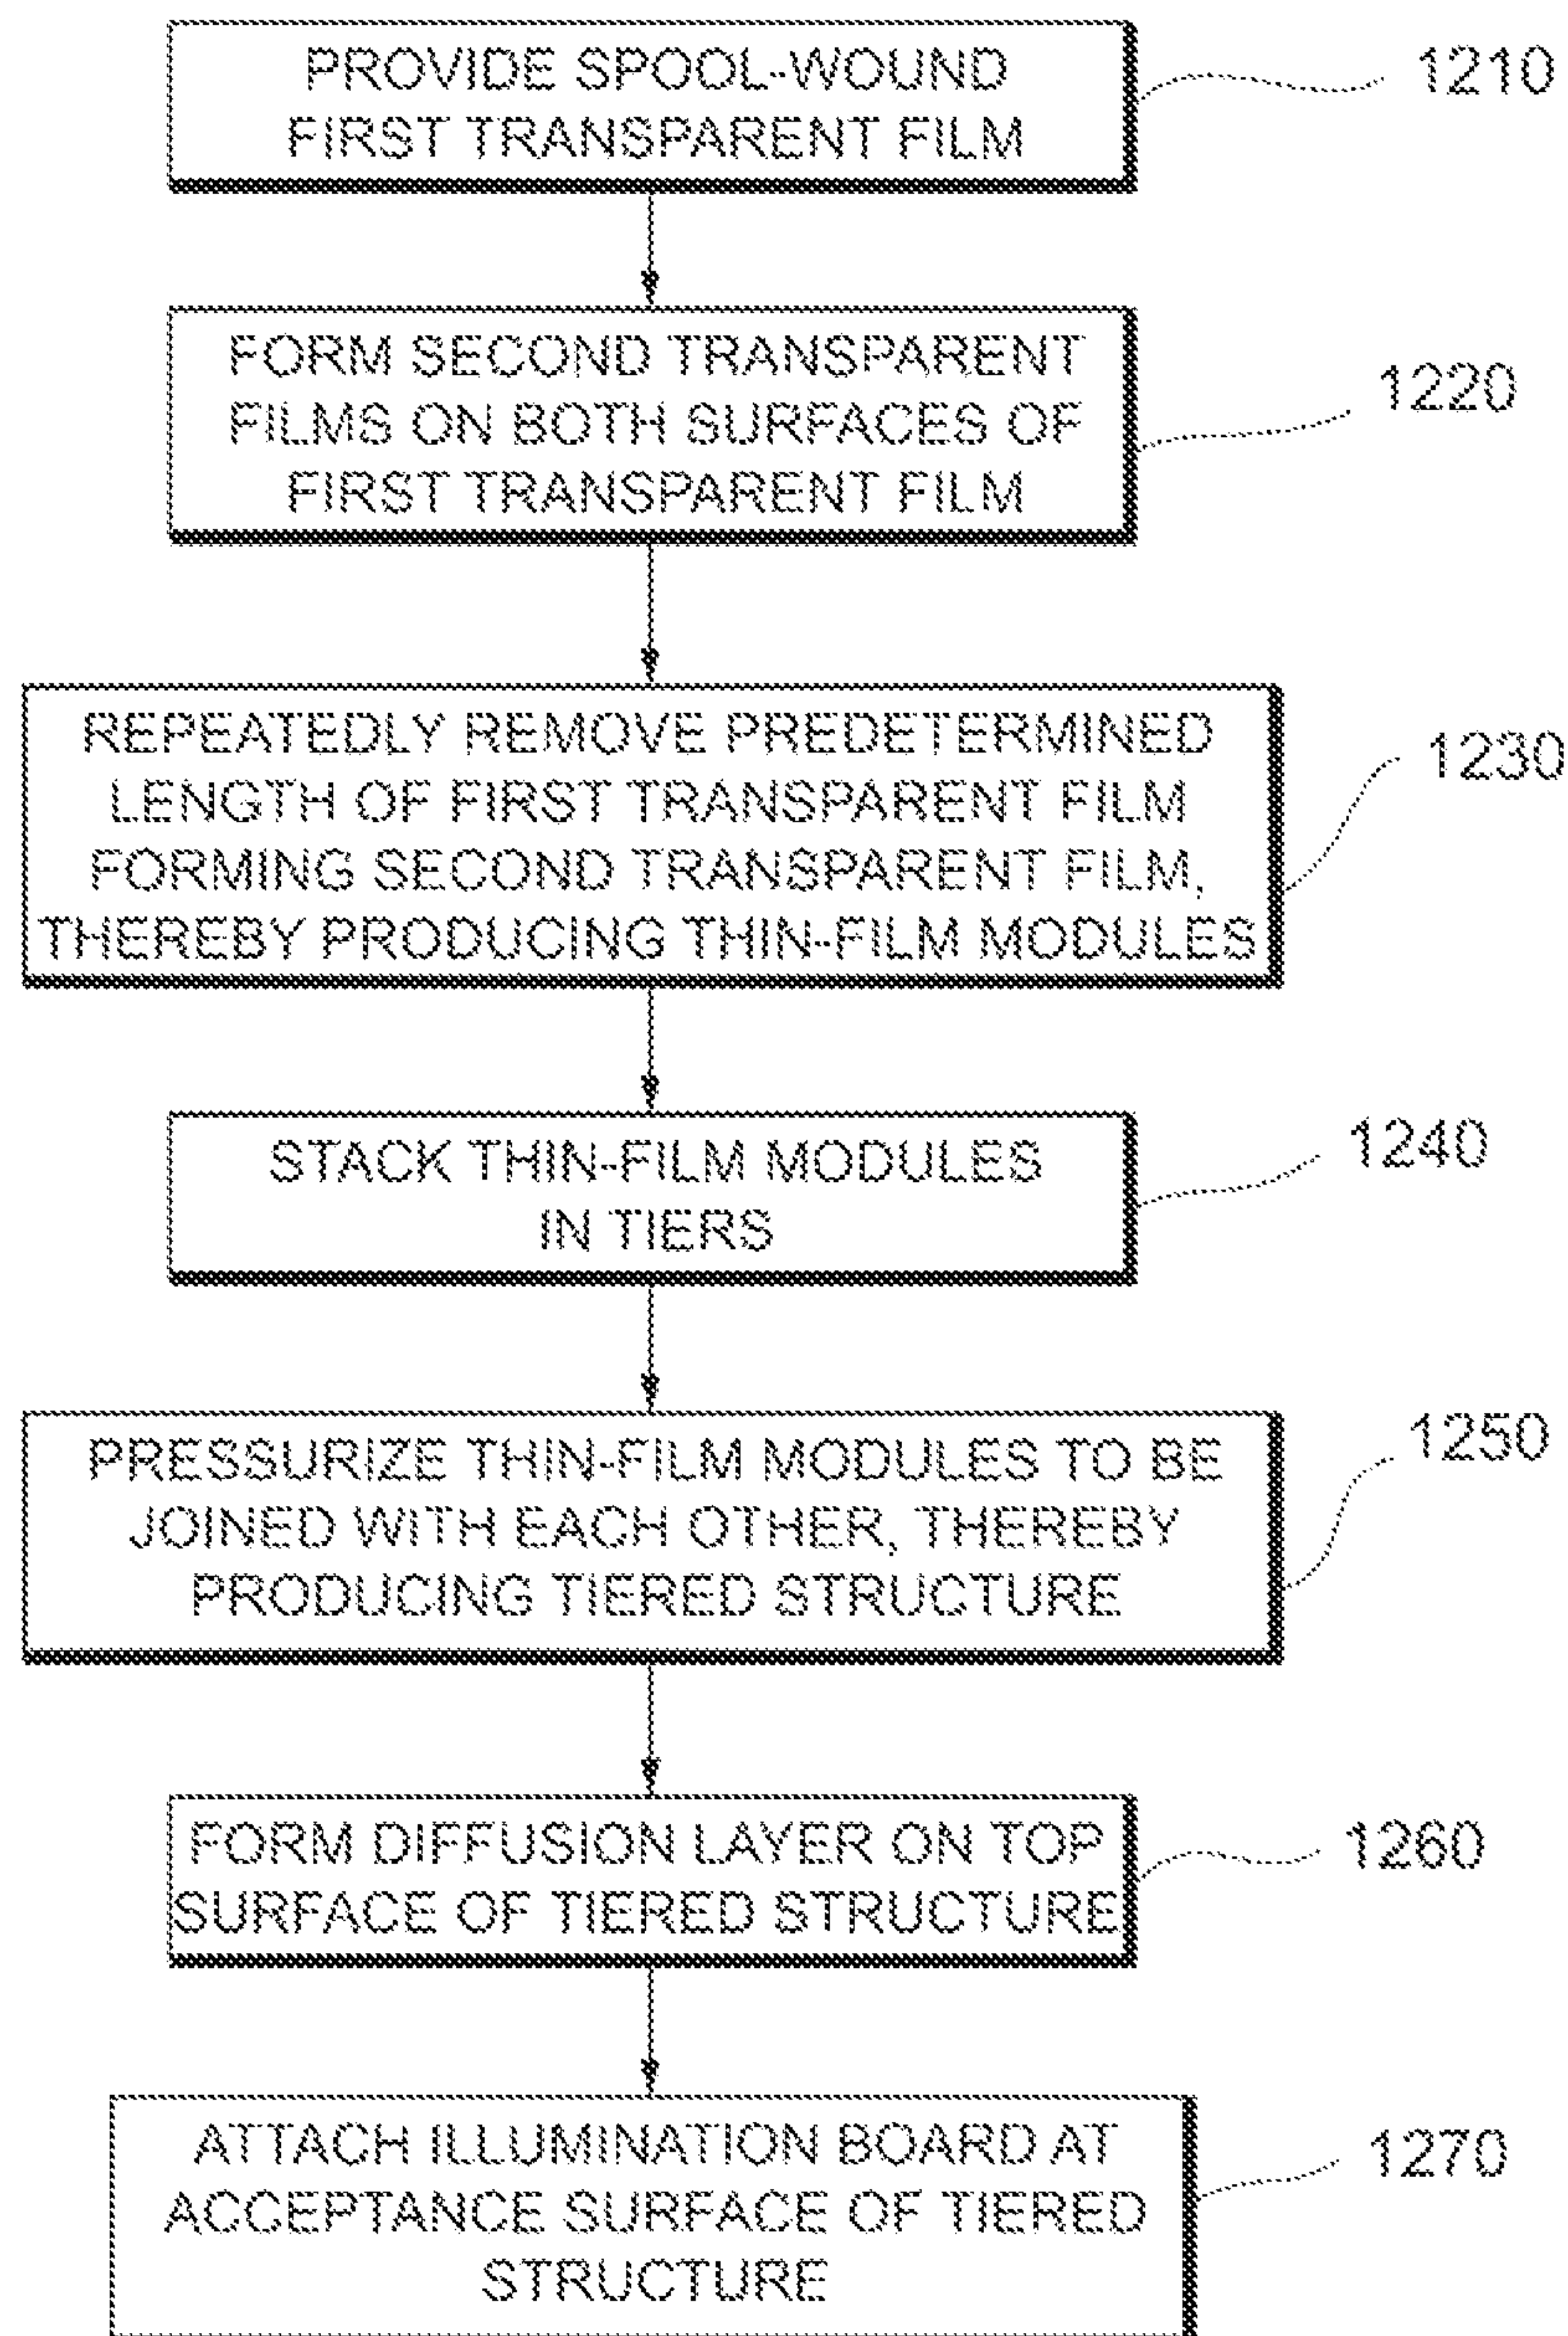 PROVIDE SPOOL-WOUND
FIRST TRANSPARENT FILM
1210
FORM SECOND TRANSPARENT
FILMS ON BOTH SURFACES OF
FIRST TRANSPARENT FILM
1220
REPEATEDLY REMOVE PREDETERMINED
LENGTH OF FIRST TRANSPARENT FILM
FORMING SECOND TRANSPARENT FILM,
THEREBY PRODUCING THIN-FILM MODULES
1230
STACK THIN-FILM MODULES
IN TIERS
1240
PRESSURIZE THIN-FILM MODULES TO BE
JOINED WITH EACH OTHER, THEREBY
PRODUCING TIERED STRUCTURE
1250
FORM DIFFUSION LAYER ON TOP
SURFACE OF TIERED STRUCTURE
1260
ATTACH ILLUMINATION BOARD AT
ACCEPTANCE SURFACE OF TIERED
STRUCTURE
1270